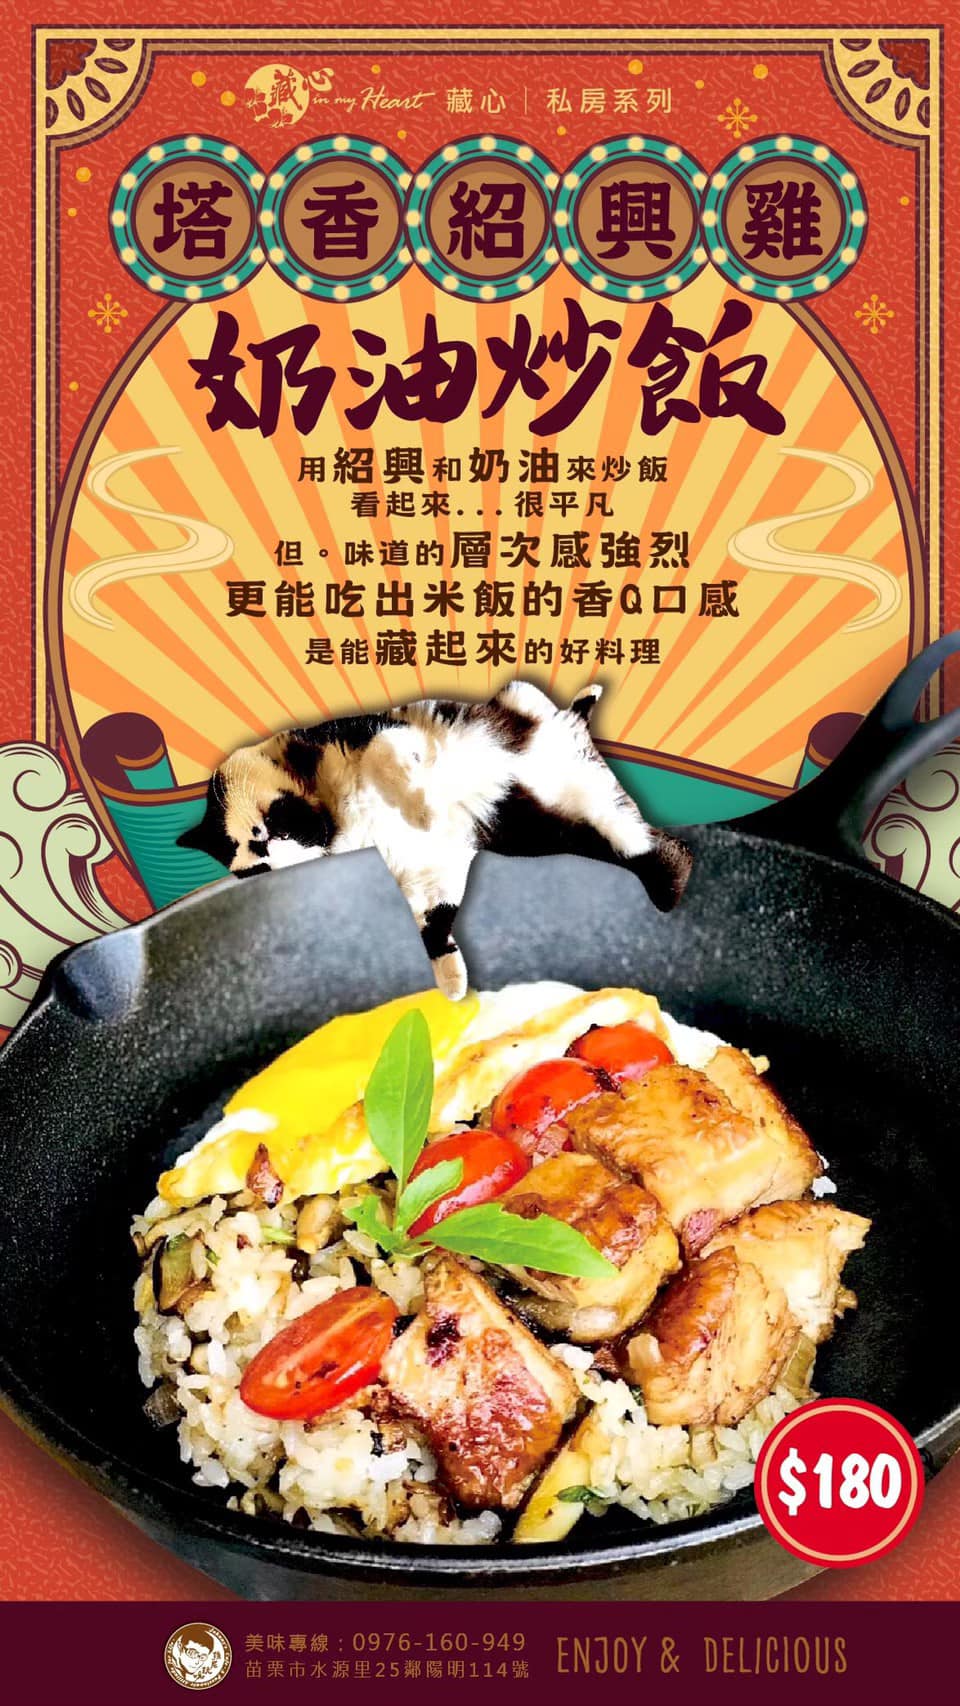 藏心 in my Heart 藏心｜私房系列
塔香紹興雞
奶油炒飯
用紹興和奶油來炒飯
看起來...很平凡
但。味道的層次感強烈
更能吃出米飯的香Q口感
是能藏起來的好料理
$180
美味專線：0976-160-949
苗栗市水源里25鄰陽明114號
ENJOY & DELICIOUS